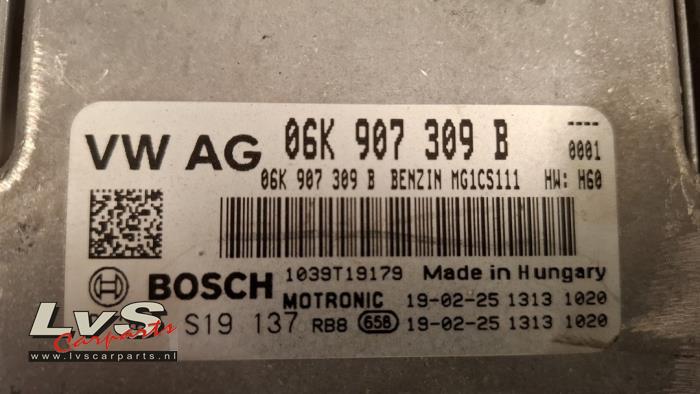 VW AG 06K 907 309 B ----
0001
06K 907 309 B BENZIN MG1CS111 HW: H60
BOSCH 1039T19179 Made in Hungary
MOTRONIC 19-02-25 1313 1020
S19 137 RB8 658 19-02-25 1313 1020
LvS
Carparts
www.lvscarparts.nl